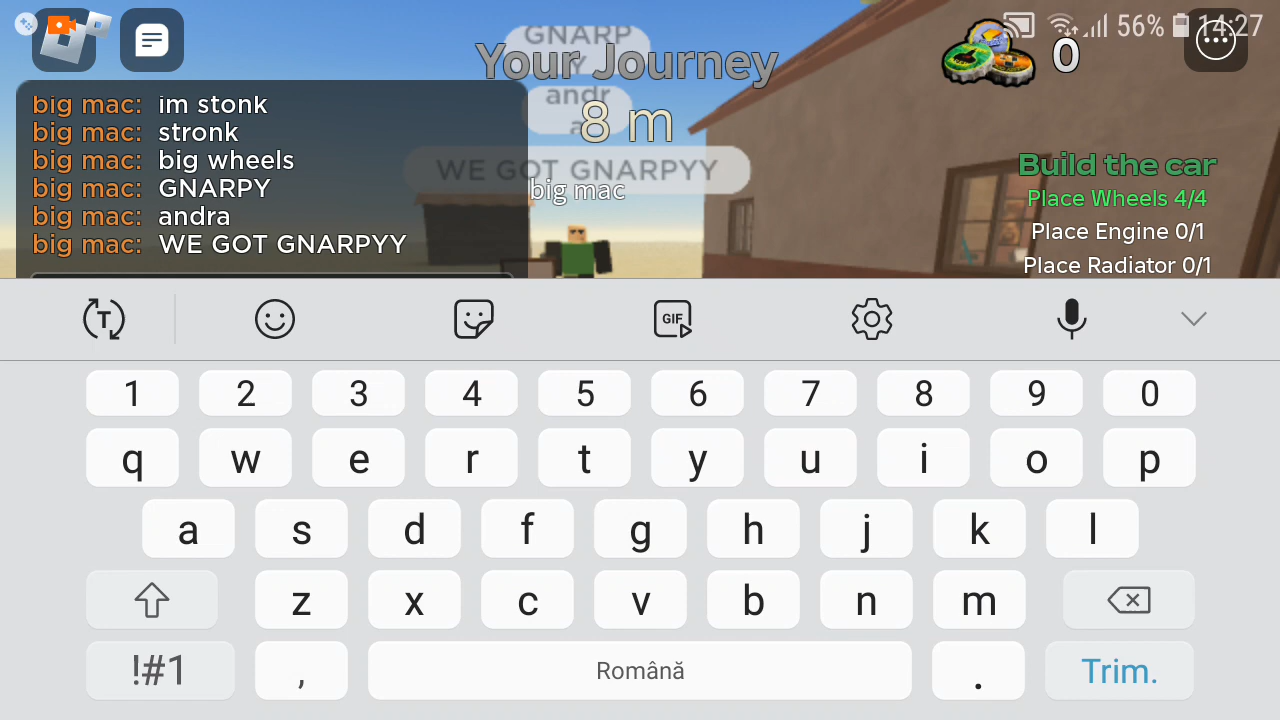 56% 14:27
GNARP
Y
Your Journey
0
andr
a
8 m
WE GOT GNARPYY
big mac
big mac: im stonk
big mac: stronk
big mac: big wheels
big mac: GNARPY
big mac: andra
big mac: WE GOT GNARPYY
Build the car
Place Wheels 4/4
Place Engine 0/1
Place Radiator 0/1
T
GIF
1 2 3 4 5 6 7 8 9 0
q w e r t y u i o p
a s d f g h j k l
z x c v b n m
!#1 , Română . Trim.